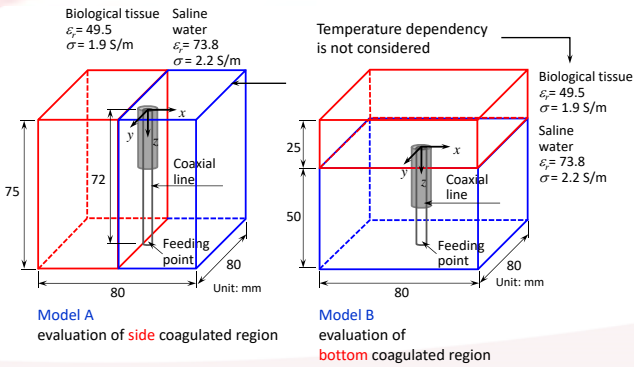 Biological tissue
εr= 49.5
σ= 1.9 S/m
Saline
water
εr= 73.8
σ= 2.2 S/m
x
y
z
75
72
Coaxial
line
Feeding
point
80
80
Model A
evaluation of side coagulated region
Temperature dependency
is not considered
Biological tissue
εr= 49.5
σ= 1.9 S/m
Saline
water
εr= 73.8
σ= 2.2 S/m
25
50
x
y
z
Coaxial
line
Feeding
point
80
80
Unit: mm
Unit: mm
Model B
evaluation of
bottom coagulated region